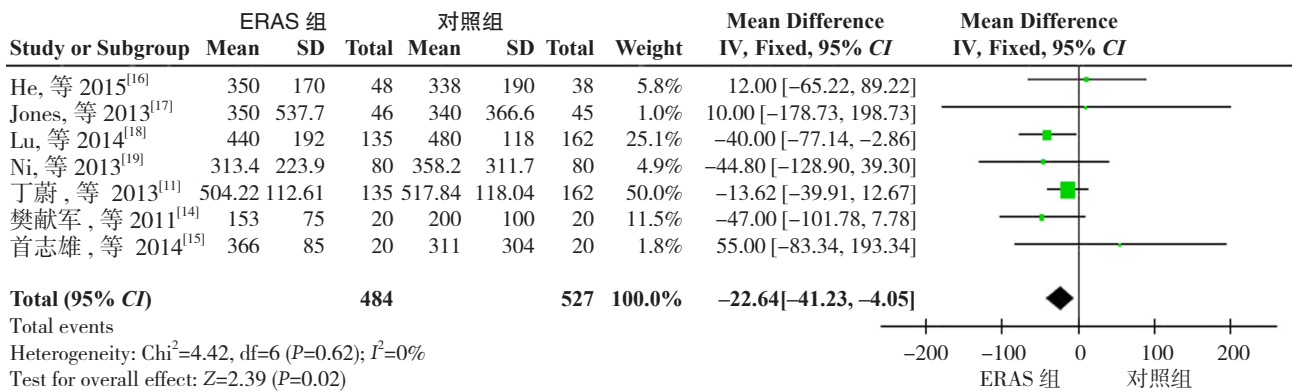 ERAS 组 对照组 Mean Difference Mean Difference
Study or Subgroup Mean SD Total Mean SD Total Weight IV, Fixed, 95% CI IV, Fixed, 95% CI
He, 等 2015[16] 350 170 48 338 190 38 5.8% 12.00 [−65.22, 89.22]
Jones, 等 2013[17] 350 537.7 46 340 366.6 45 1.0% 10.00 [−178.73, 198.73]
Lu, 等 2014[18] 440 192 135 480 118 162 25.1% −40.00 [−77.14, −2.86]
Ni, 等 2013[19] 313.4 223.9 80 358.2 311.7 80 4.9% −44.80 [−128.90, 39.30]
丁蔚, 等 2013[11] 504.22 112.61 135 517.84 118.04 162 50.0% −13.62 [−39.91, 12.67]
樊献军, 等 2011[14] 153 75 20 200 100 20 11.5% −47.00 [−101.78, 7.78]
首志雄, 等 2014[15] 366 85 20 311 304 20 1.8% 55.00 [−83.34, 193.34]
Total (95% CI) 484 527 100.0% −22.64[−41.23, −4.05]
Total events
Heterogeneity: Chi²=4.42, df=6 (P=0.62); I²=0%
Test for overall effect: Z=2.39 (P=0.02)
−200 −100 0 100 200
ERAS 组 对照组